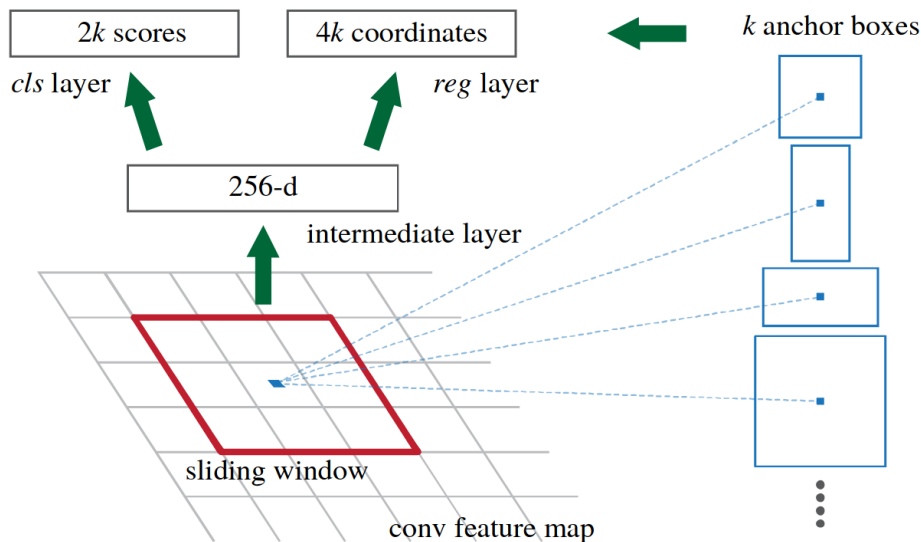 2k scores
4k coordinates
k anchor boxes
cls layer
reg layer
256-d
intermediate layer
sliding window
conv feature map